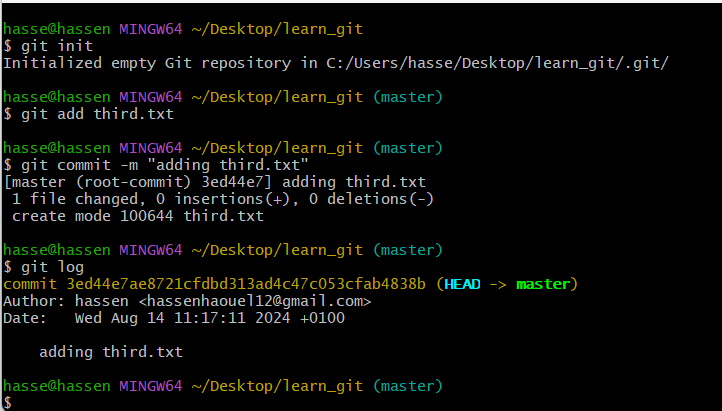 hasse@hassen MINGW64 ~/Desktop/learn_git
$ git init
Initialized empty Git repository in C:/Users/hasse/Desktop/learn_git/.git/
hasse@hassen MINGW64 ~/Desktop/learn_git (master)
$ git add third.txt
hasse@hassen MINGW64 ~/Desktop/learn_git (master)
$ git commit -m "adding third.txt"
[master (root-commit) 3ed44e7] adding third.txt
 1 file changed, 0 insertions(+), 0 deletions(-)
 create mode 100644 third.txt
hasse@hassen MINGW64 ~/Desktop/learn_git (master)
$ git log
commit 3ed44e7ae8721cfdbd313ad4c47c053cfab4838b (HEAD -> master)
Author: hassen <hassenhaouel12@gmail.com>
Date:   Wed Aug 14 11:17:11 2024 +0100
    adding third.txt
hasse@hassen MINGW64 ~/Desktop/learn_git (master)
$